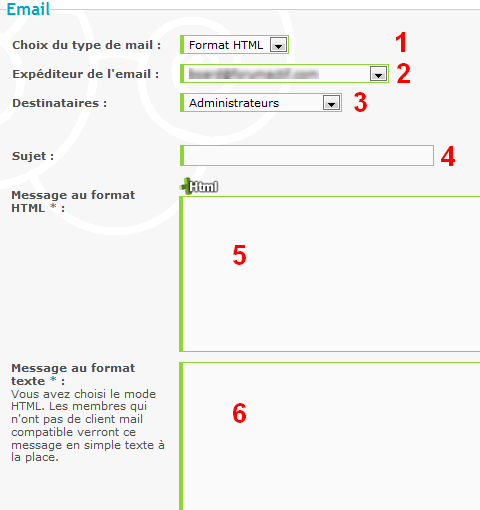 Email
Choix du type de mail : Format HTML 1
Expéditeur de l'email : 2
Destinataires : Administrateurs 3
Sujet : 4
Html
Message au format
HTML * :
5
Message au format
texte * :
Vous avez choisi le mode
HTML. Les membres qui
n'ont pas de client mail
compatible verront ce
message en simple texte à
la place.
6